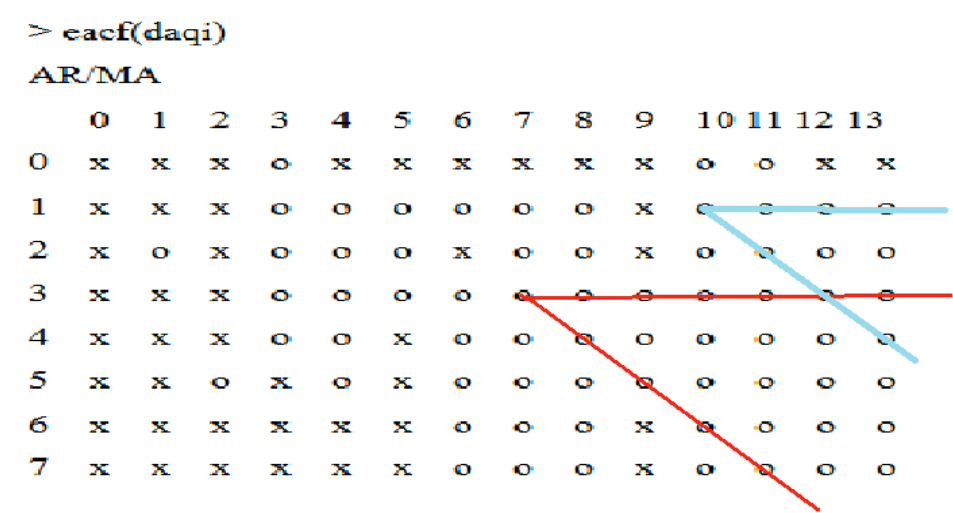 > eacf(daqi)
AR/MA
0 1 2 3 4 5 6 7 8 9 10 11 12 13
0 x x x o x x x x x x o o x x
1 x x x o o o o o o x o o o o
2 x o x o o o x o o x o o o o
3 x x x o o o o o o o o o o o
4 x x x o o x o o o o o o o o
5 x x o x o x o o o o o o o o
6 x x x x x x o o o x o o o o
7 x x x x x x o o o x o o o o